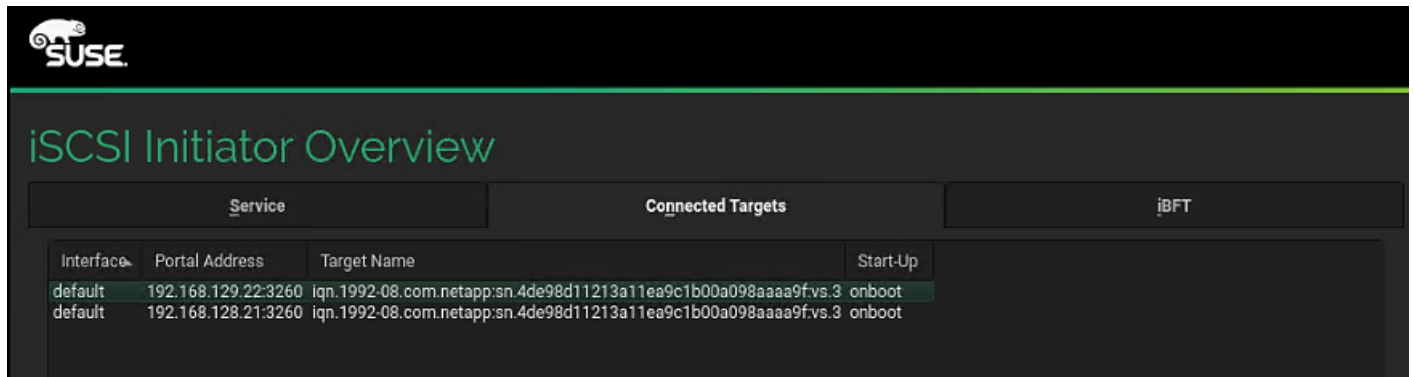 SUSE.
iSCSI Initiator Overview
Service Connected Targets iBFT
Interface Portal Address Target Name Start-Up
default 192.168.129.22:3260 iqn.1992-08.com.netapp:sn.4de98d11213a11ea9c1b00a098aaaa9f:vs.3 onboot
default 192.168.128.21:3260 iqn.1992-08.com.netapp:sn.4de98d11213a11ea9c1b00a098aaaa9f:vs.3 onboot